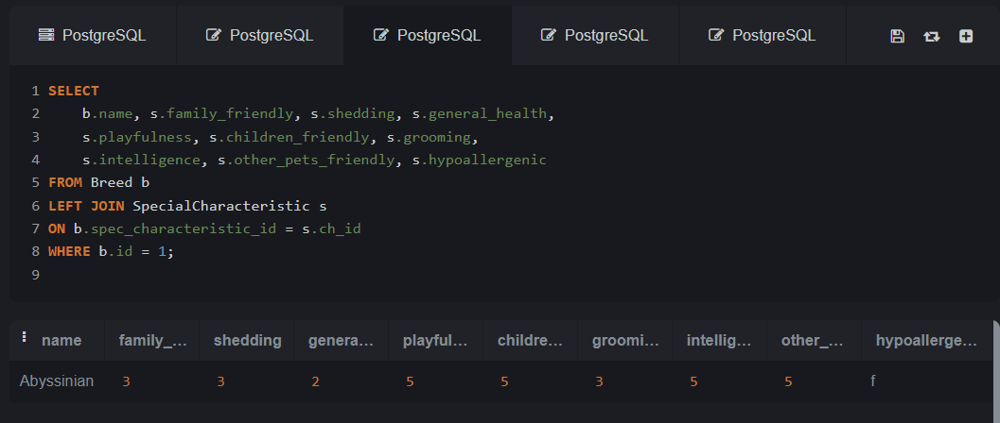 PostgreSQL PostgreSQL PostgreSQL PostgreSQL PostgreSQL
1 SELECT
2 b.name, s.family_friendly, s.shedding, s.general_health,
3 s.playfulness, s.children_friendly, s.grooming,
4 s.intelligence, s.other_pets_friendly, s.hypoallergenic
5 FROM Breed b
6 LEFT JOIN SpecialCharacteristic s
7 ON b.spec_characteristic_id = s.ch_id
8 WHERE b.id = 1;
9
name family_... shedding genera... playful... childre... groomi... intellig... other_... hypoallerge...
Abyssinian 3 3 2 5 5 3 5 5 f